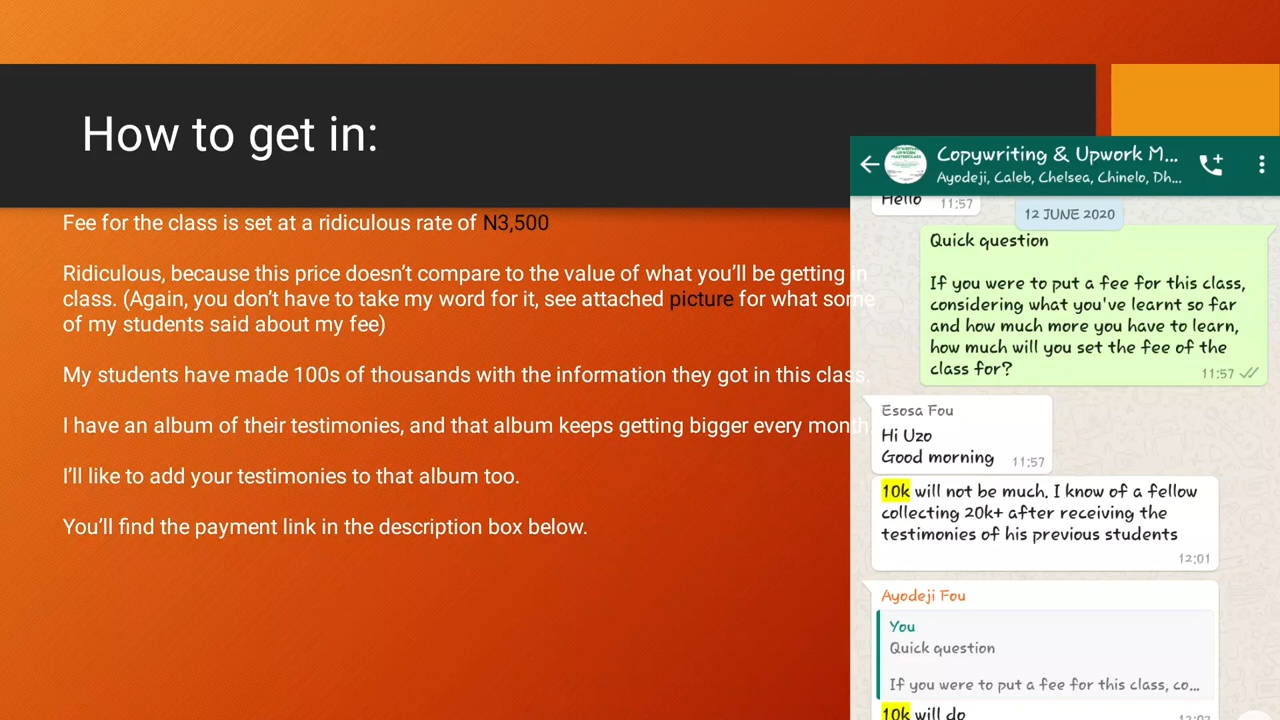 How to get in:
Fee for the class is set at a ridiculous rate of N3,500
Ridiculous, because this price doesn’t compare to the value of what you’ll be getting in
class. (Again, you don’t have to take my word for it, see attached picture for what some
of my students said about my fee)
My students have made 100s of thousands with the information they got in this class.
I have an album of their testimonies, and that album keeps getting bigger every month.
I’ll like to add your testimonies to that album too.
You’ll find the payment link in the description box below.
Copywriting & Upwork M...
Ayodeji, Caleb, Chelsea, Chinelo, Dh...
Hello 11:57
12 JUNE 2020
Quick question
If you were to put a fee for this class,
considering what you've learnt so far
and how much more you have to learn,
how much will you set the fee of the
class for?
11:57
Esosa Fou
Hi Uzo
Good morning 11:57
10k will not be much. I know of a fellow
collecting 20k+ after receiving the
testimonies of his previous students
12:01
Ayodeji Fou
You
Quick question
If you were to put a fee for this class, co...
10k will do